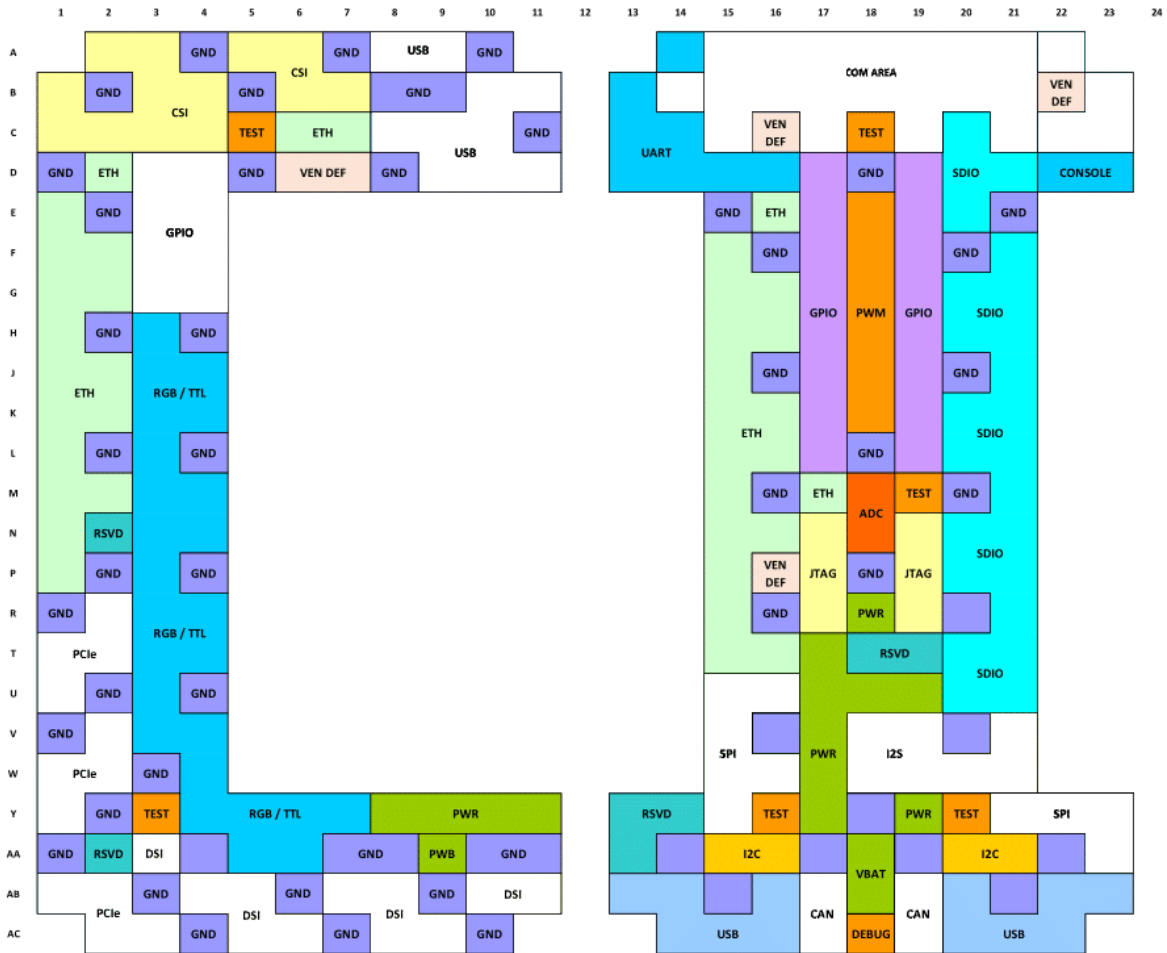 1 2 3 4 5 6 7 8 9 10 11 12 13 14 15 16 17 18 19 20 21 22 23 24
A GND GND USB GND
CSI COM AREA
B GND GND GND VEN DEF
CSI
C TEST ETH GND VEN DEF TEST
USB UART
D GND ETH GND VEN DEF GND GND SDIO CONSOLE
E GND GND ETH GND
GPIO
F GND GND
G
H GND GND GPIO PWM GPIO SDIO
J GND GND
ETH RGB / TTL
K
ETH SDIO
L GND GND GND
M GND ETH TEST GND
ADC
N RSVD SDIO
P GND GND VEN DEF JTAG GND JTAG
R GND GND PWR
RGB / TTL
T PCIe RSVD
SDIO
U GND GND
V GND
SPI PWR I2S
W PCIe GND
Y GND TEST RGB / TTL PWR RSVD TEST PWR TEST SPI
AA GND RSVD DSI GND PWB GND I2C I2C
VBAT
AB GND GND GND DSI
PCIe DSI DSI CAN CAN
AC GND GND GND USB DEBUG USB